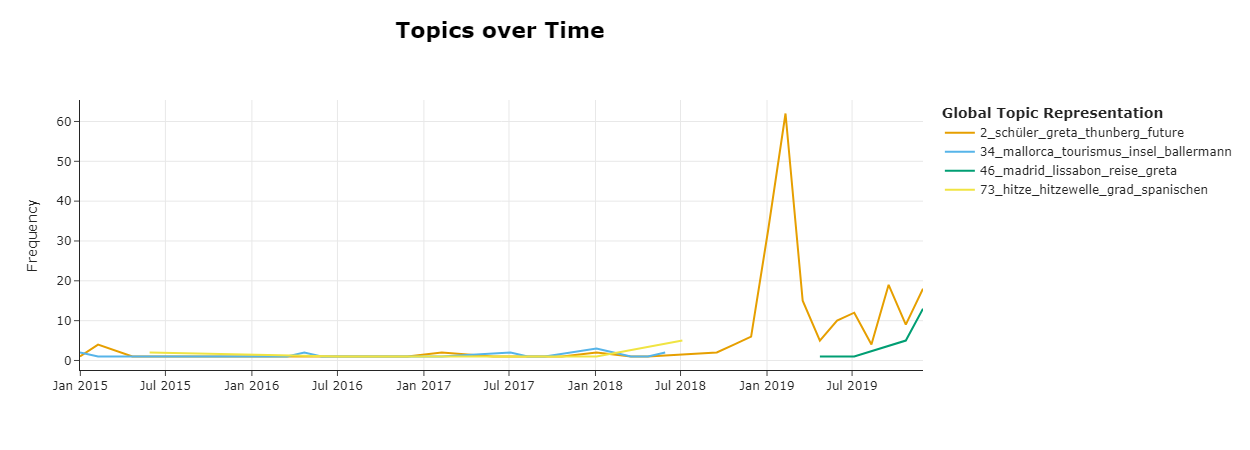 Topics over Time
Frequency
60
50
40
30
20
10
0
Jan 2015
Jul 2015
Jan 2016
Jul 2016
Jan 2017
Jul 2017
Jan 2018
Jul 2018
Jan 2019
Jul 2019
Global Topic Representation
2_schüler_greta_thunberg_future
34_mallorca_tourismus_insel_ballermann
46_madrid_lissabon_reise_greta
73_hitze_hitzewelle_grad_spanischen